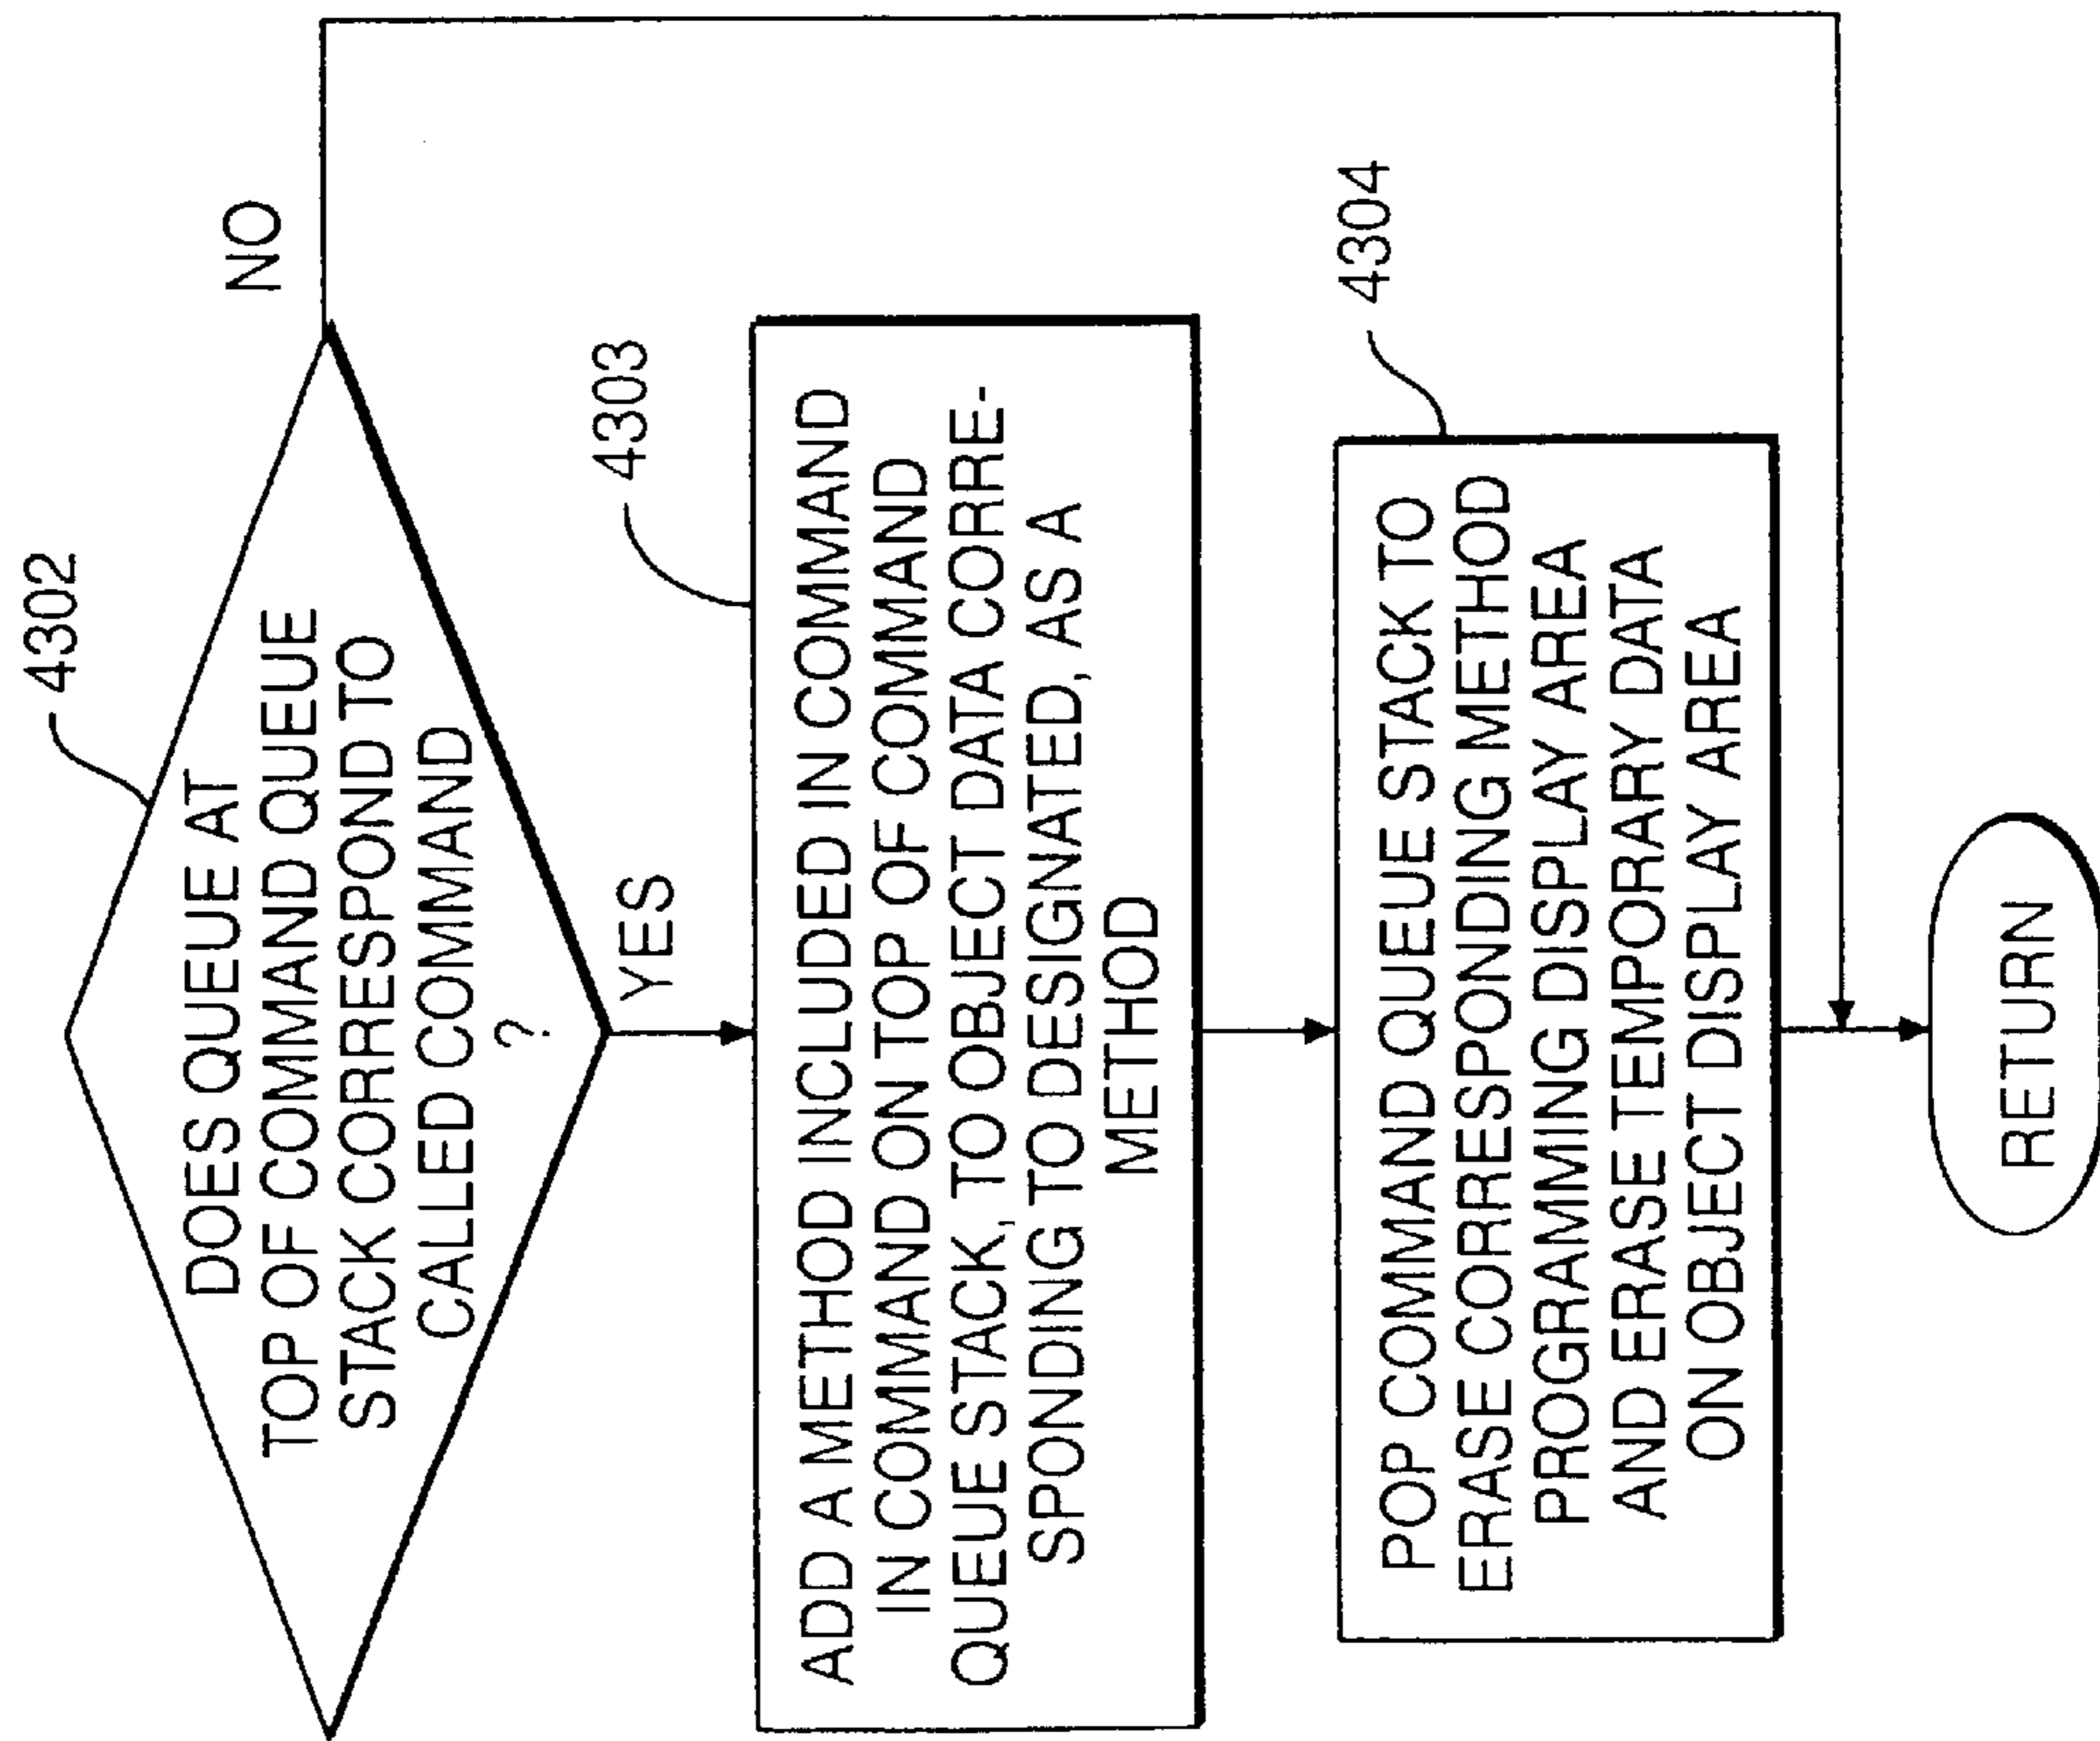 4302
DOES QUEUE AT
TOP OF COMMAND QUEUE
STACK CORRESPOND TO
CALLED COMMAND
?
NO
YES
4303
ADD A METHOD INCLUDED IN COMMAND
IN COMMAND ON TOP OF COMMAND
QUEUE STACK, TO OBJECT DATA CORRE-
SPONDING TO DESIGNATED, AS A
METHOD
4304
POP COMMAND QUEUE STACK TO
ERASE CORRESPONDING METHOD
PROGRAMMING DISPLAY AREA
AND ERASE TEMPORARY DATA
ON OBJECT DISPLAY AREA
RETURN